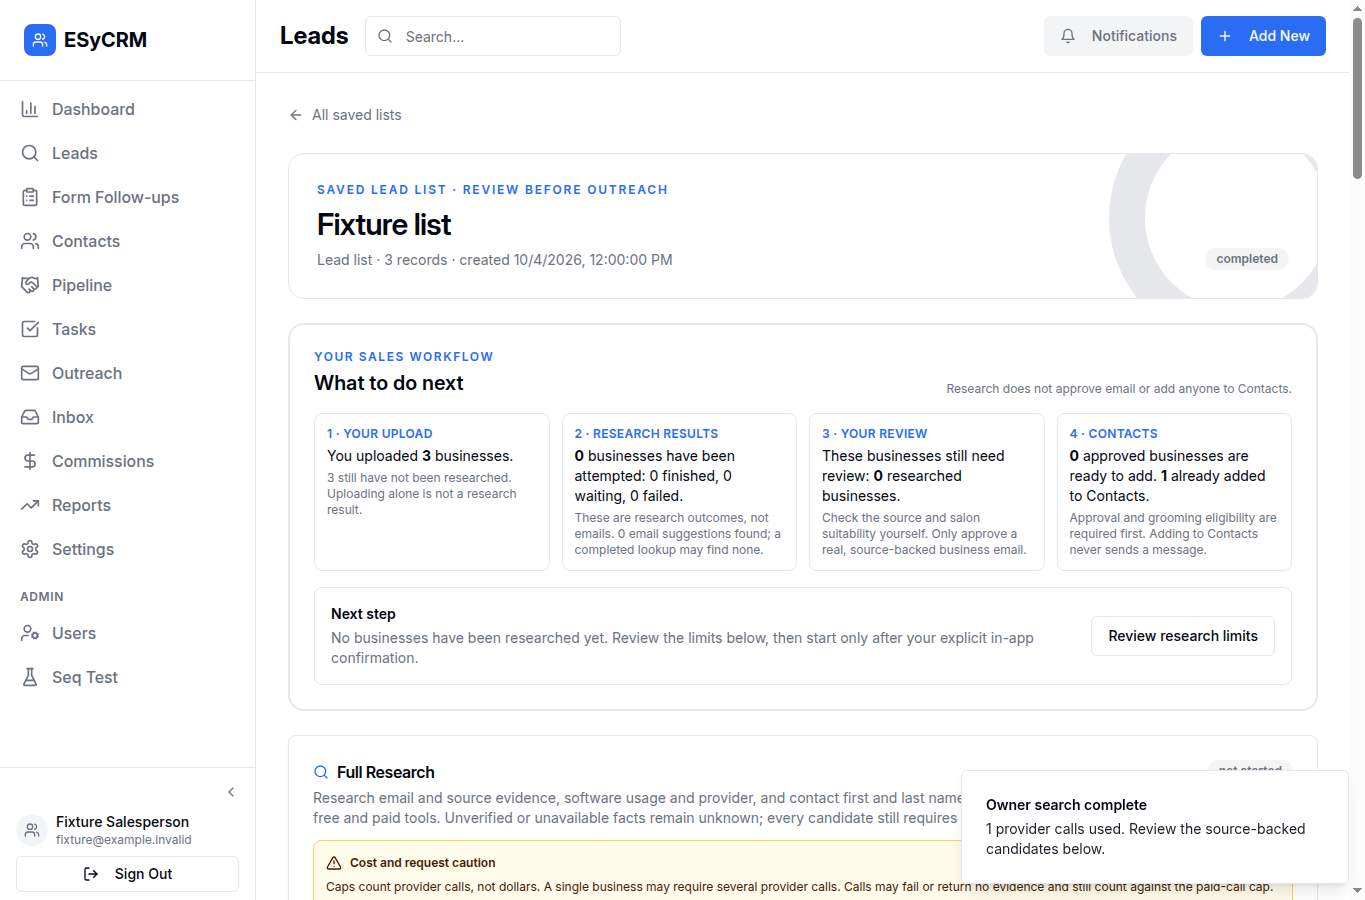 ESyCRM
Dashboard
Leads
Form Follow-ups
Contacts
Pipeline
Tasks
Outreach
Inbox
Commissions
Reports
Settings
ADMIN
Users
Seq Test
Fixture Salesperson
fixture@example.invalid
Sign Out
Leads
Search...
Notifications
Add New
All saved lists
SAVED LEAD LIST · REVIEW BEFORE OUTREACH
Fixture list
Lead list · 3 records · created 10/4/2026, 12:00:00 PM
completed
YOUR SALES WORKFLOW
What to do next
Research does not approve email or add anyone to Contacts.
1 · YOUR UPLOAD
You uploaded 3 businesses.
3 still have not been researched.
Uploading alone is not a research
result.
2 · RESEARCH RESULTS
0 businesses have been
attempted: 0 finished, 0
waiting, 0 failed.
These are research outcomes, not
emails. 0 email suggestions found; a
completed lookup may find none.
3 · YOUR REVIEW
These businesses still need
review: 0 researched
businesses.
Check the source and salon
suitability yourself. Only approve a
real, source-backed business email.
4 · CONTACTS
0 approved businesses are
ready to add. 1 already added
to Contacts.
Approval and grooming eligibility are
required first. Adding to Contacts
never sends a message.
Next step
No businesses have been researched yet. Review the limits below, then start only after your explicit in-app
confirmation.
Review research limits
Full Research
not started
Research email and source evidence, software usage and provider, and contact first and last name
free and paid tools. Unverified or unavailable facts remain unknown; every candidate still requires
Cost and request caution
Caps count provider calls, not dollars. A single business may require several provider calls. Calls may fail or return no evidence and still count against the paid-call cap.
Owner search complete
1 provider calls used. Review the source-backed
candidates below.